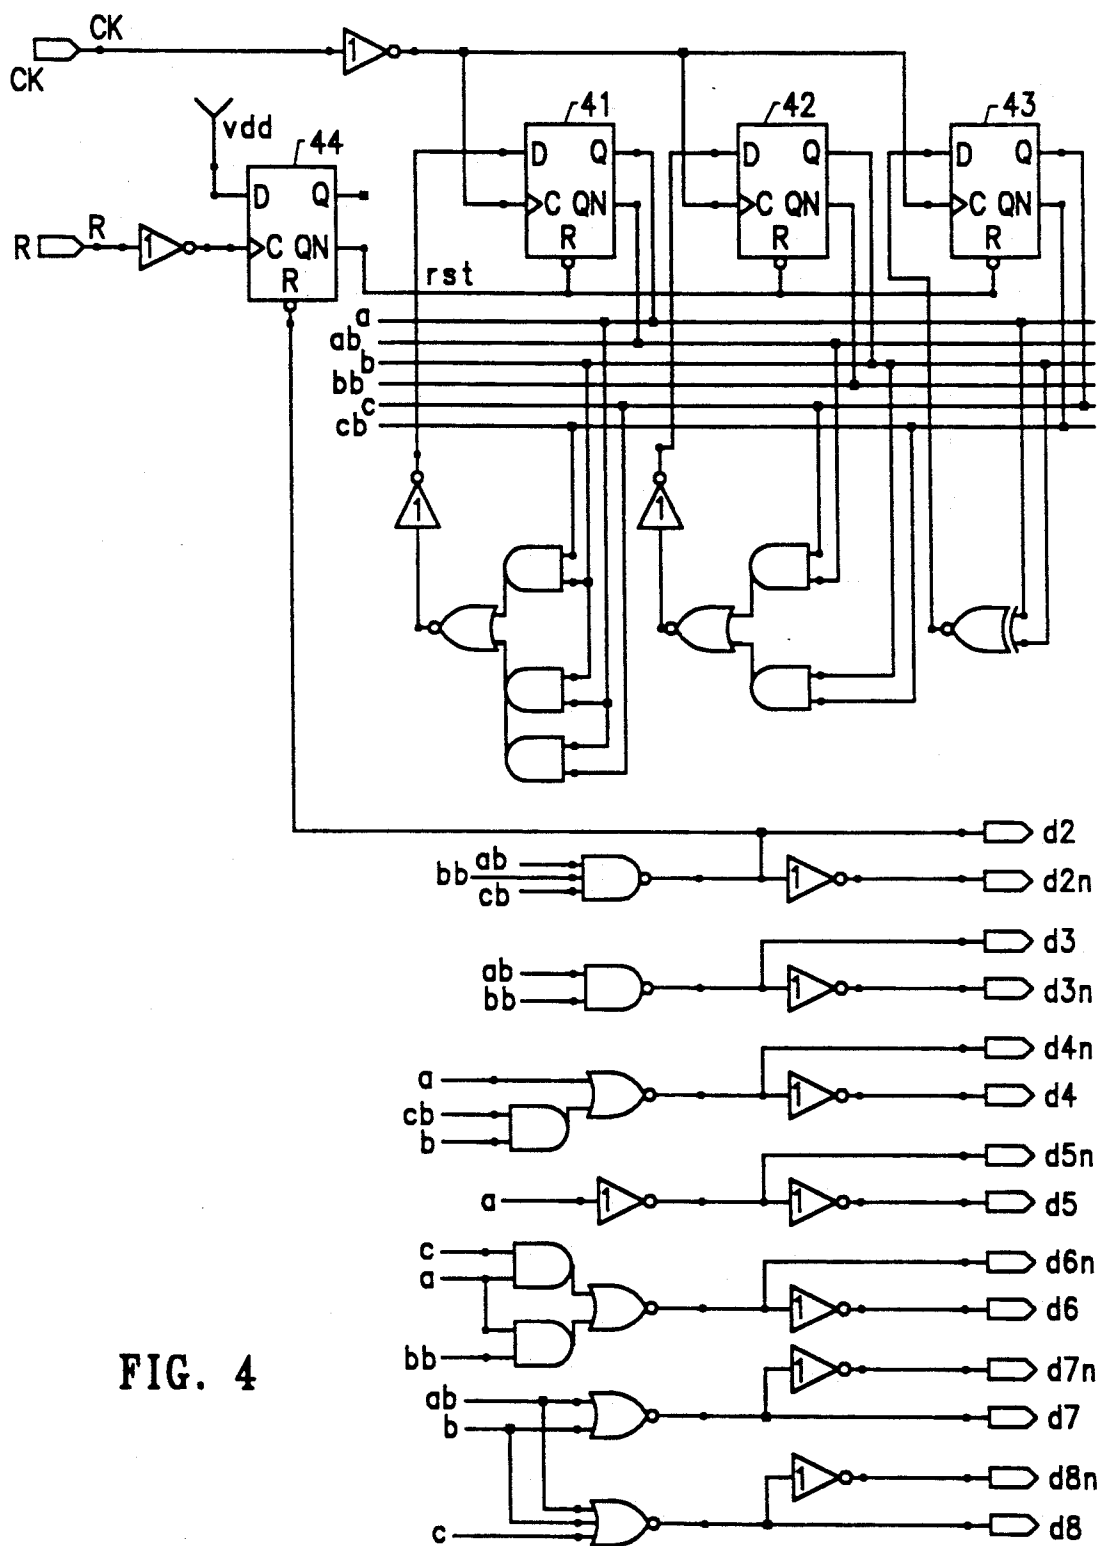 CK
CK
1
41
42
43
vdd
44
D Q
C QN
R
D Q
C QN
R
D Q
C QN
R
D Q
C QN
R
R R
1
rst
a
ab
b
bb
c
cb
1
1
d2
ab
bb
cb
1
d2n
d3
ab
bb
1
d3n
d4n
a
cb
b
1
d4
d5n
a
1
1
d5
c
a
d6n
1
d6
bb
1
d7n
ab
b
d7
1
d8n
c
d8
FIG. 4